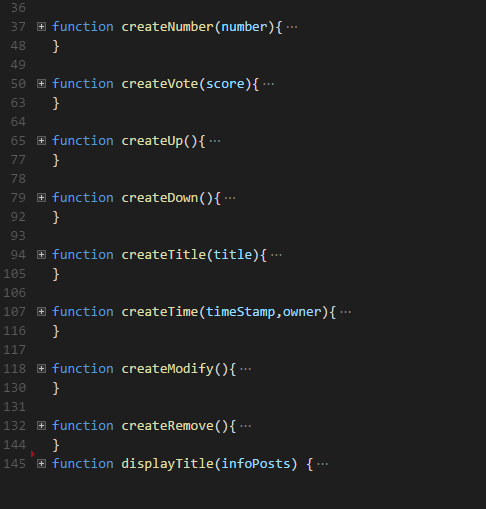 36
37 function createNumber(number){ ···
48 }
49
50 function createVote(score){ ···
63 }
64
65 function createUp(){ ···
77 }
78
79 function createDown(){ ···
92 }
93
94 function createTitle(title){ ···
105 }
106
107 function createTime(timeStamp,owner){ ···
116 }
117
118 function createModify(){ ···
130 }
131
132 function createRemove(){ ···
144 }
145 function displayTitle(infoPosts) { ···